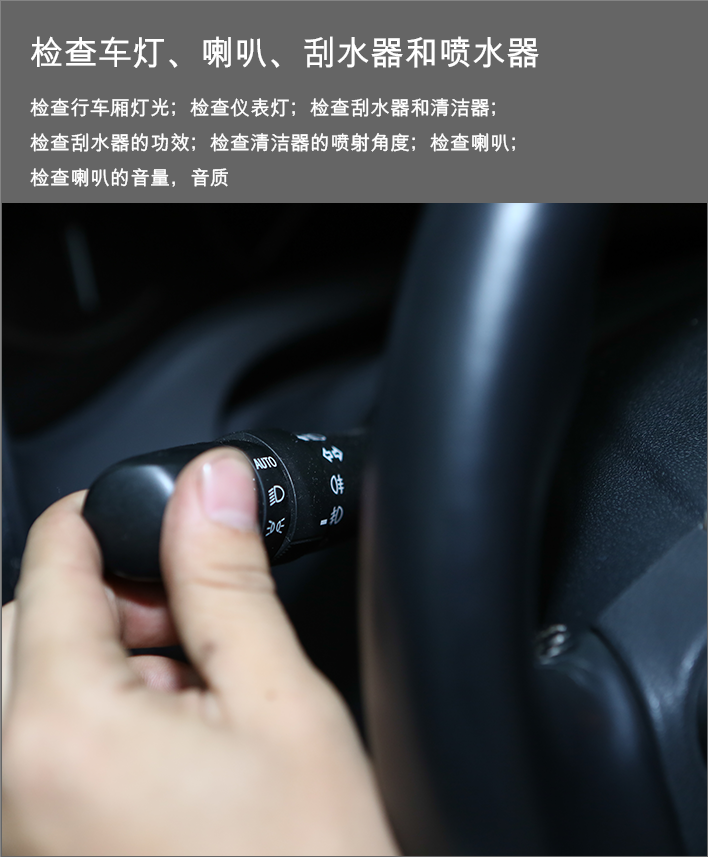 检查车灯、喇叭、刮水器和喷水器
检查行车厢灯光；检查仪表灯；检查刮水器和清洁器；
检查刮水器的功效；检查清洁器的喷射角度；检查喇叭；
检查喇叭的音量，音质
AUTO